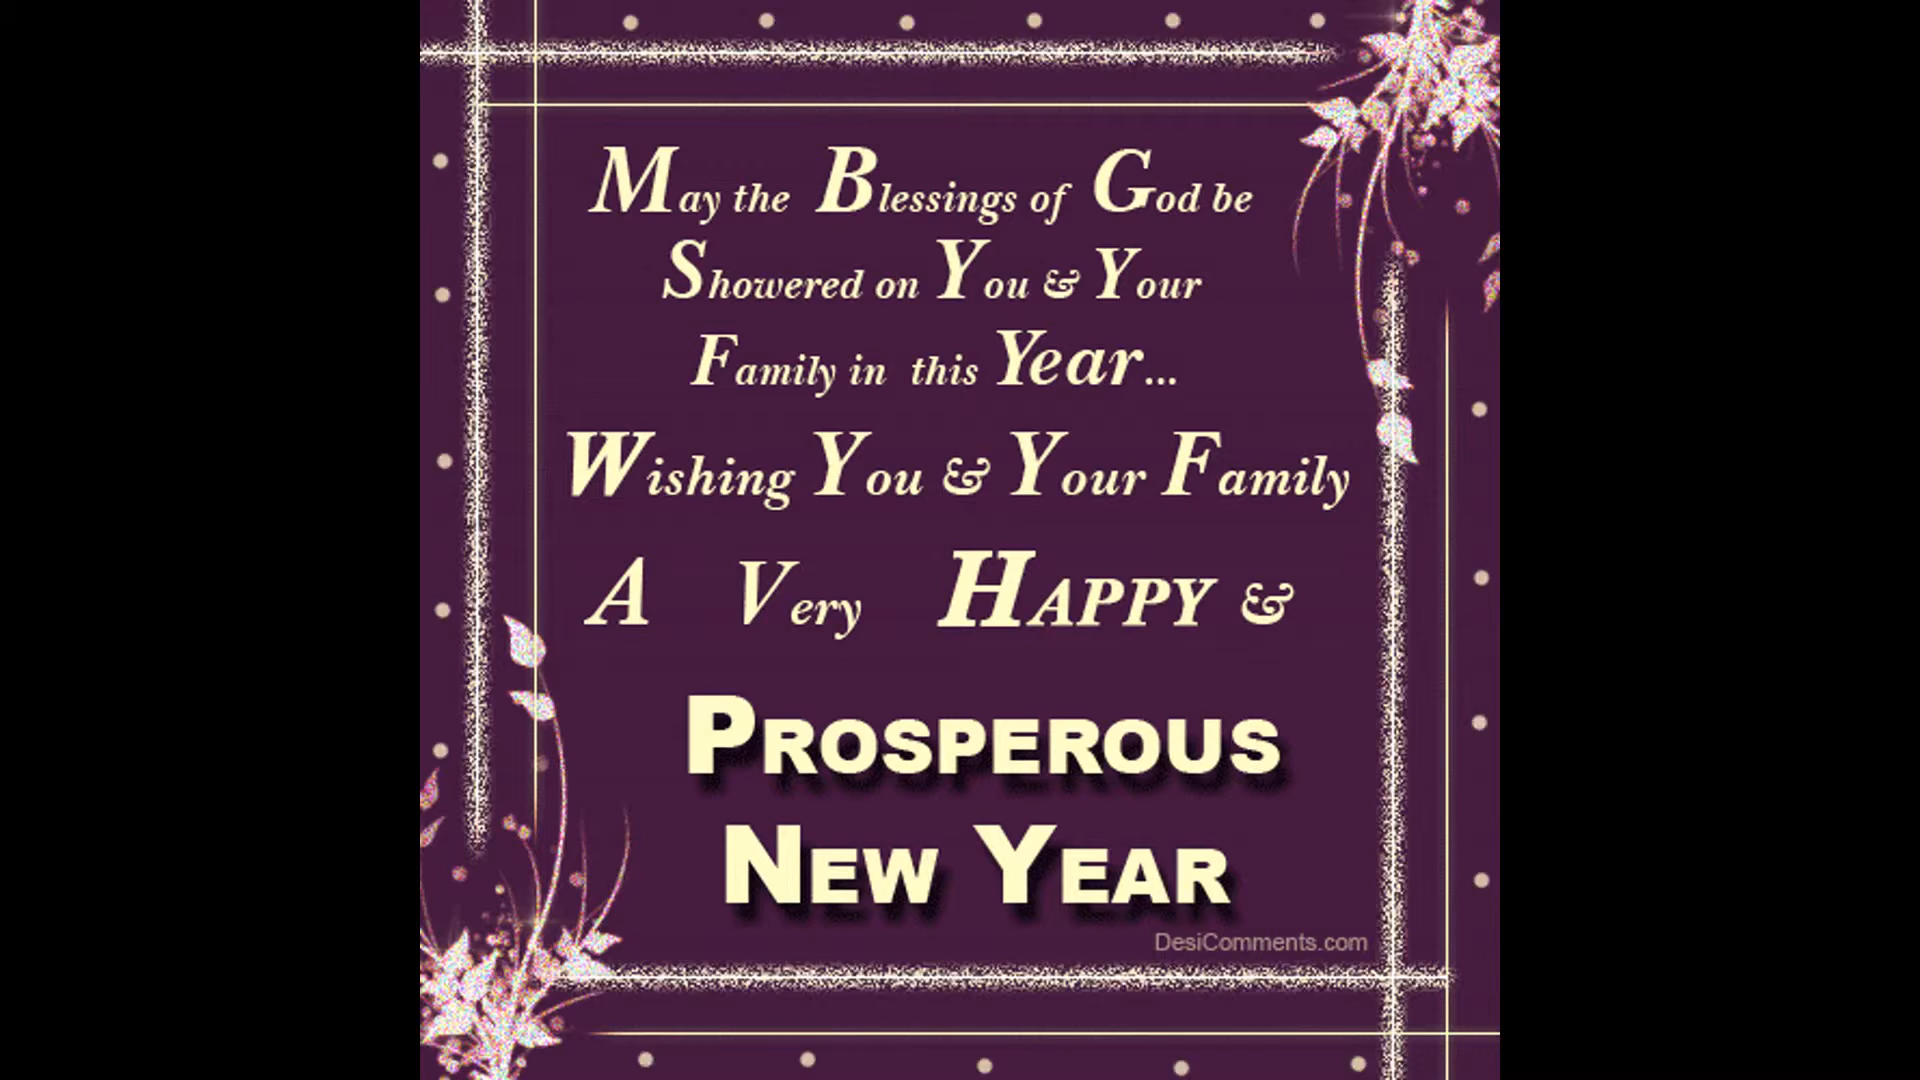 May the Blessings of God be
Showered on You & Your
Family in this Year...
Wishing You & Your Family
A Very HAPPY &
PROSPEROUS
NEW YEAR
DesiComments.com